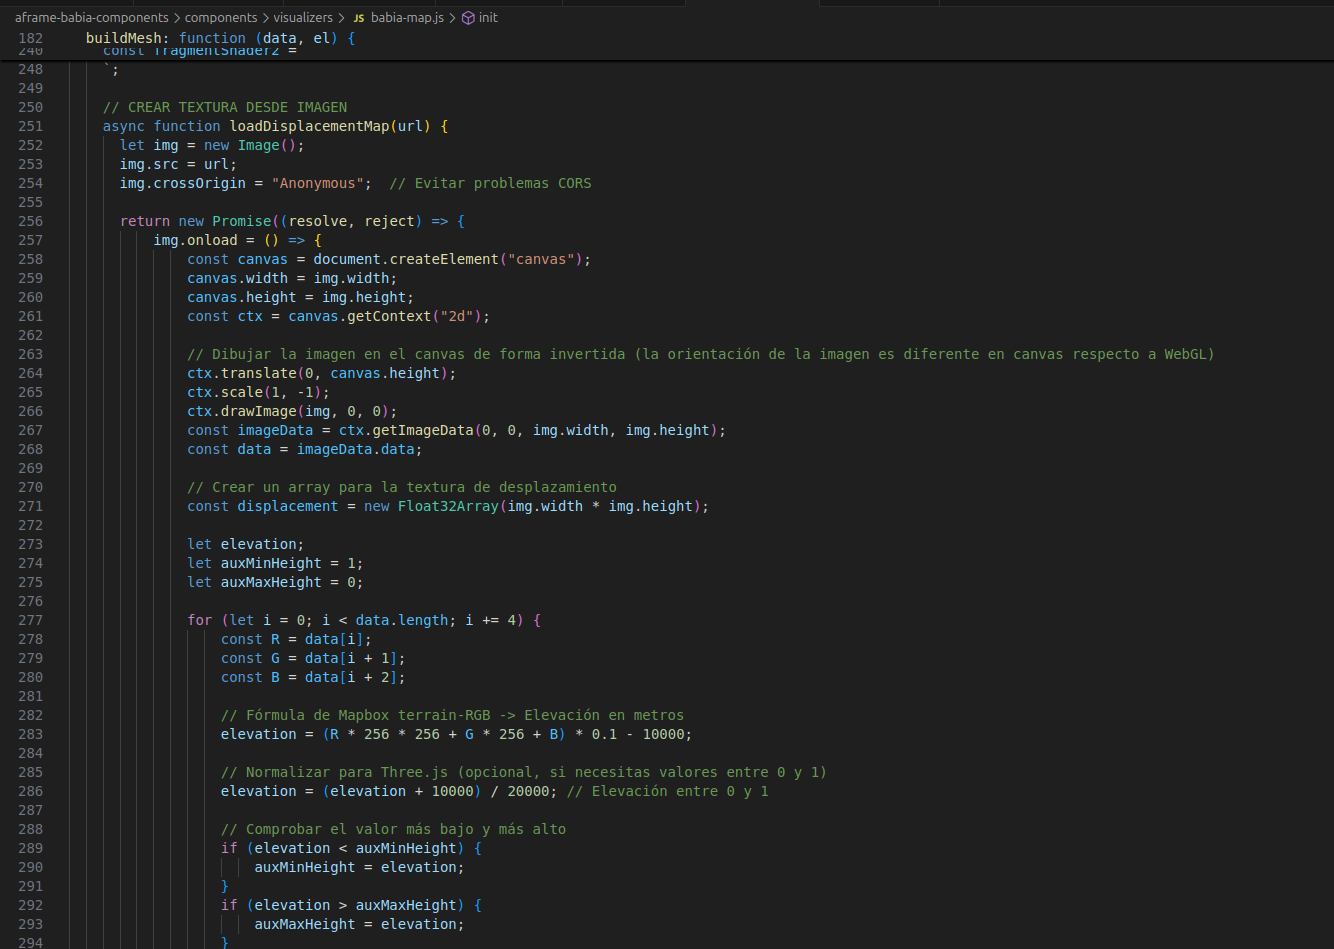 aframe-babia-components > components > visualizers > JS babia-map.js > init
182 buildMesh: function (data, el) {
240 const fragmentShader2 =
248 `;
249
250 // CREAR TEXTURA DESDE IMAGEN
251 async function loadDisplacementMap(url) {
252 let img = new Image();
253 img.src = url;
254 img.crossOrigin = "Anonymous";  // Evitar problemas CORS
255
256 return new Promise((resolve, reject) => {
257 img.onload = () => {
258 const canvas = document.createElement("canvas");
259 canvas.width = img.width;
260 canvas.height = img.height;
261 const ctx = canvas.getContext("2d");
262
263 // Dibujar la imagen en el canvas de forma invertida (la orientación de la imagen es diferente en canvas respecto a WebGL)
264 ctx.translate(0, canvas.height);
265 ctx.scale(1, -1);
266 ctx.drawImage(img, 0, 0);
267 const imageData = ctx.getImageData(0, 0, img.width, img.height);
268 const data = imageData.data;
269
270 // Crear un array para la textura de desplazamiento
271 const displacement = new Float32Array(img.width * img.height);
272
273 let elevation;
274 let auxMinHeight = 1;
275 let auxMaxHeight = 0;
276
277 for (let i = 0; i < data.length; i += 4) {
278 const R = data[i];
279 const G = data[i + 1];
280 const B = data[i + 2];
281
282 // Fórmula de Mapbox terrain-RGB -> Elevación en metros
283 elevation = (R * 256 * 256 + G * 256 + B) * 0.1 - 10000;
284
285 // Normalizar para Three.js (opcional, si necesitas valores entre 0 y 1)
286 elevation = (elevation + 10000) / 20000; // Elevación entre 0 y 1
287
288 // Comprobar el valor más bajo y más alto
289 if (elevation < auxMinHeight) {
290 auxMinHeight = elevation;
291 }
292 if (elevation > auxMaxHeight) {
293 auxMaxHeight = elevation;
294 }